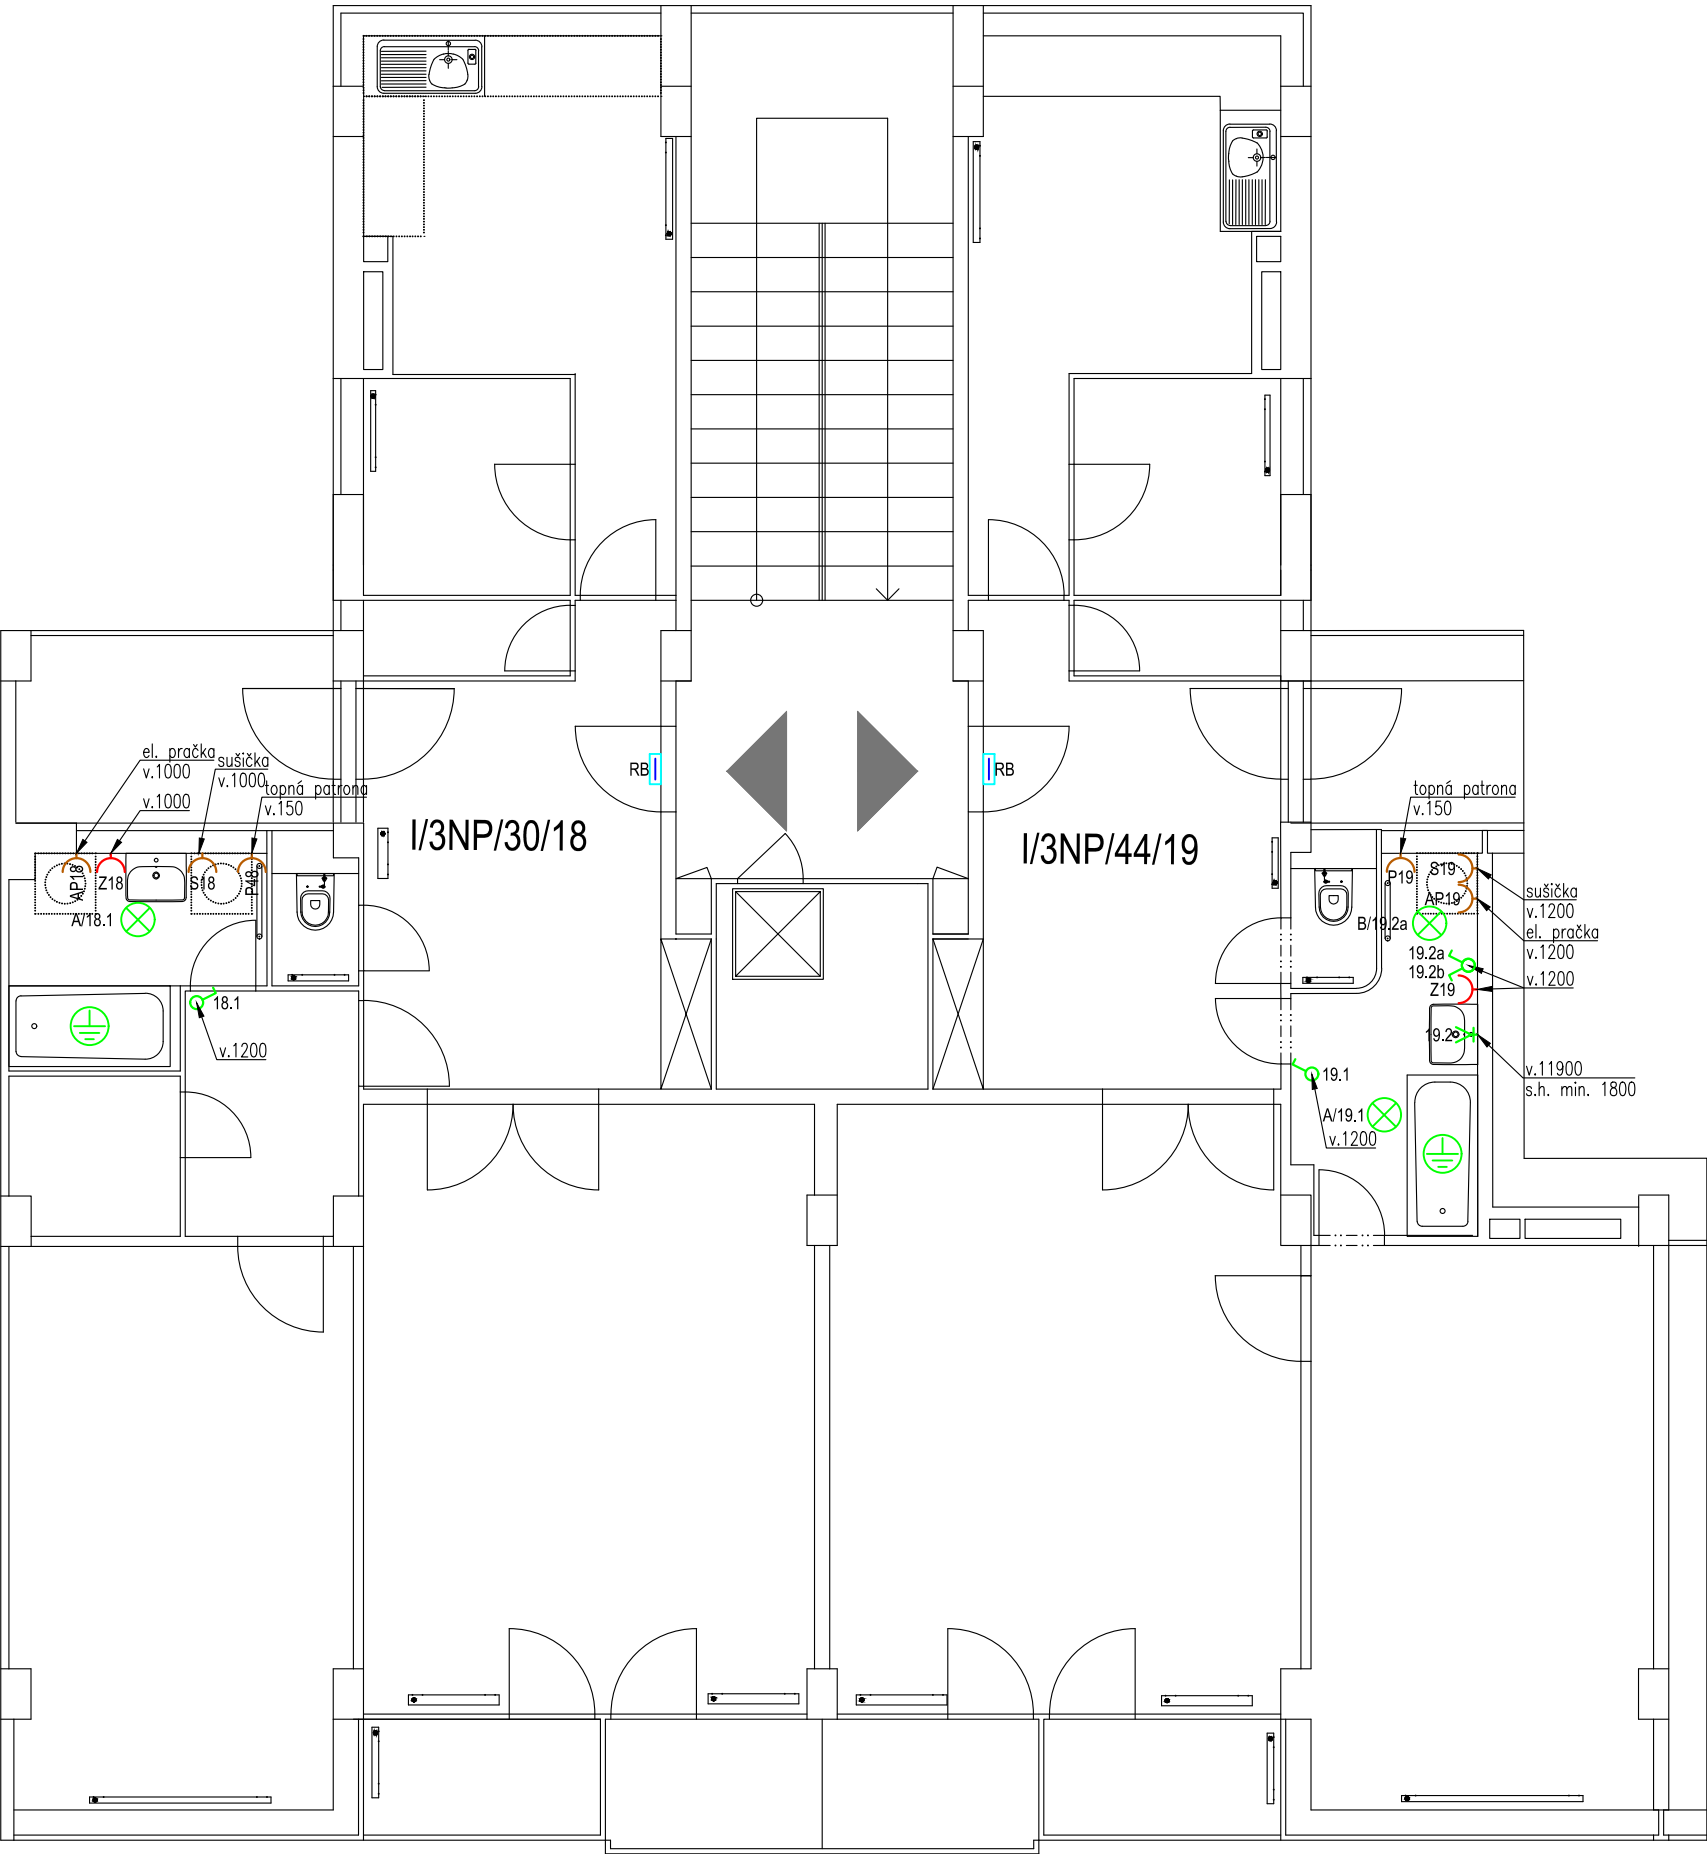 el. pračka
v.1000
sušička
v.1000
topná patrona
v.150
v.1000
RB
RB
I/3NP/30/18
I/3NP/44/19
topná patrona
v.150
AP18
Z18
S18
P48
A/18.1
18.1
v.1200
P19
S19
AP19
sušička
v.1200
B/19.2a
el. pračka
v.1200
19.2a
19.2b
v.1200
Z19
19.2
v.11900
s.h. min. 1800
19.1
A/19.1
v.1200